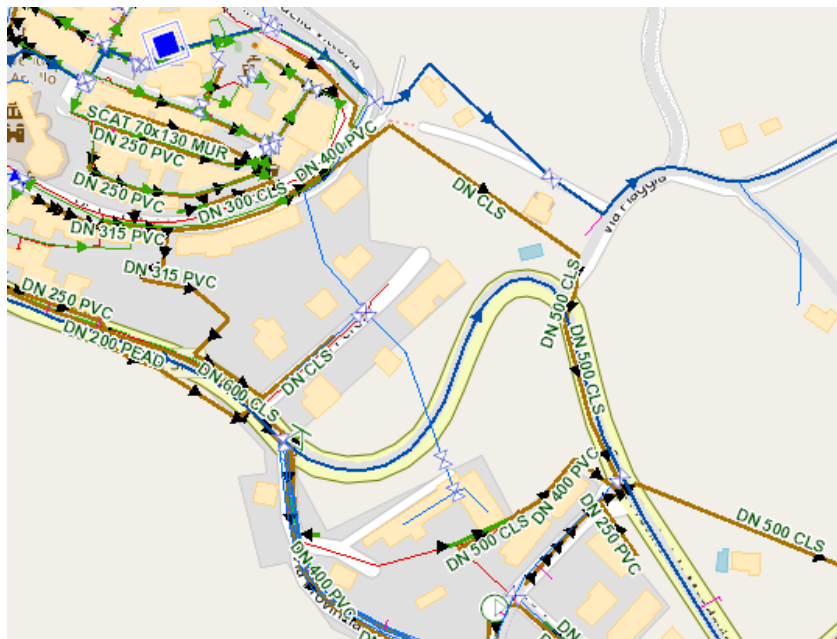 SCAT 70x130 MUR
DN 250 PVC
DN 400 PVC
DN 250 PVC
DN 300 CLS
DN CLS
DN 315 PVC
Via Piaggio
DN 315 PVC
DN 250 PVC
DN 500 CLS
DN 200 PEAD
DN CLS
DN 500 CLS
DN 600 CLS
DN 400 PVC
DN 500 CLS
DN 250 PVC
DN 500 CLS
DN 400 PVC